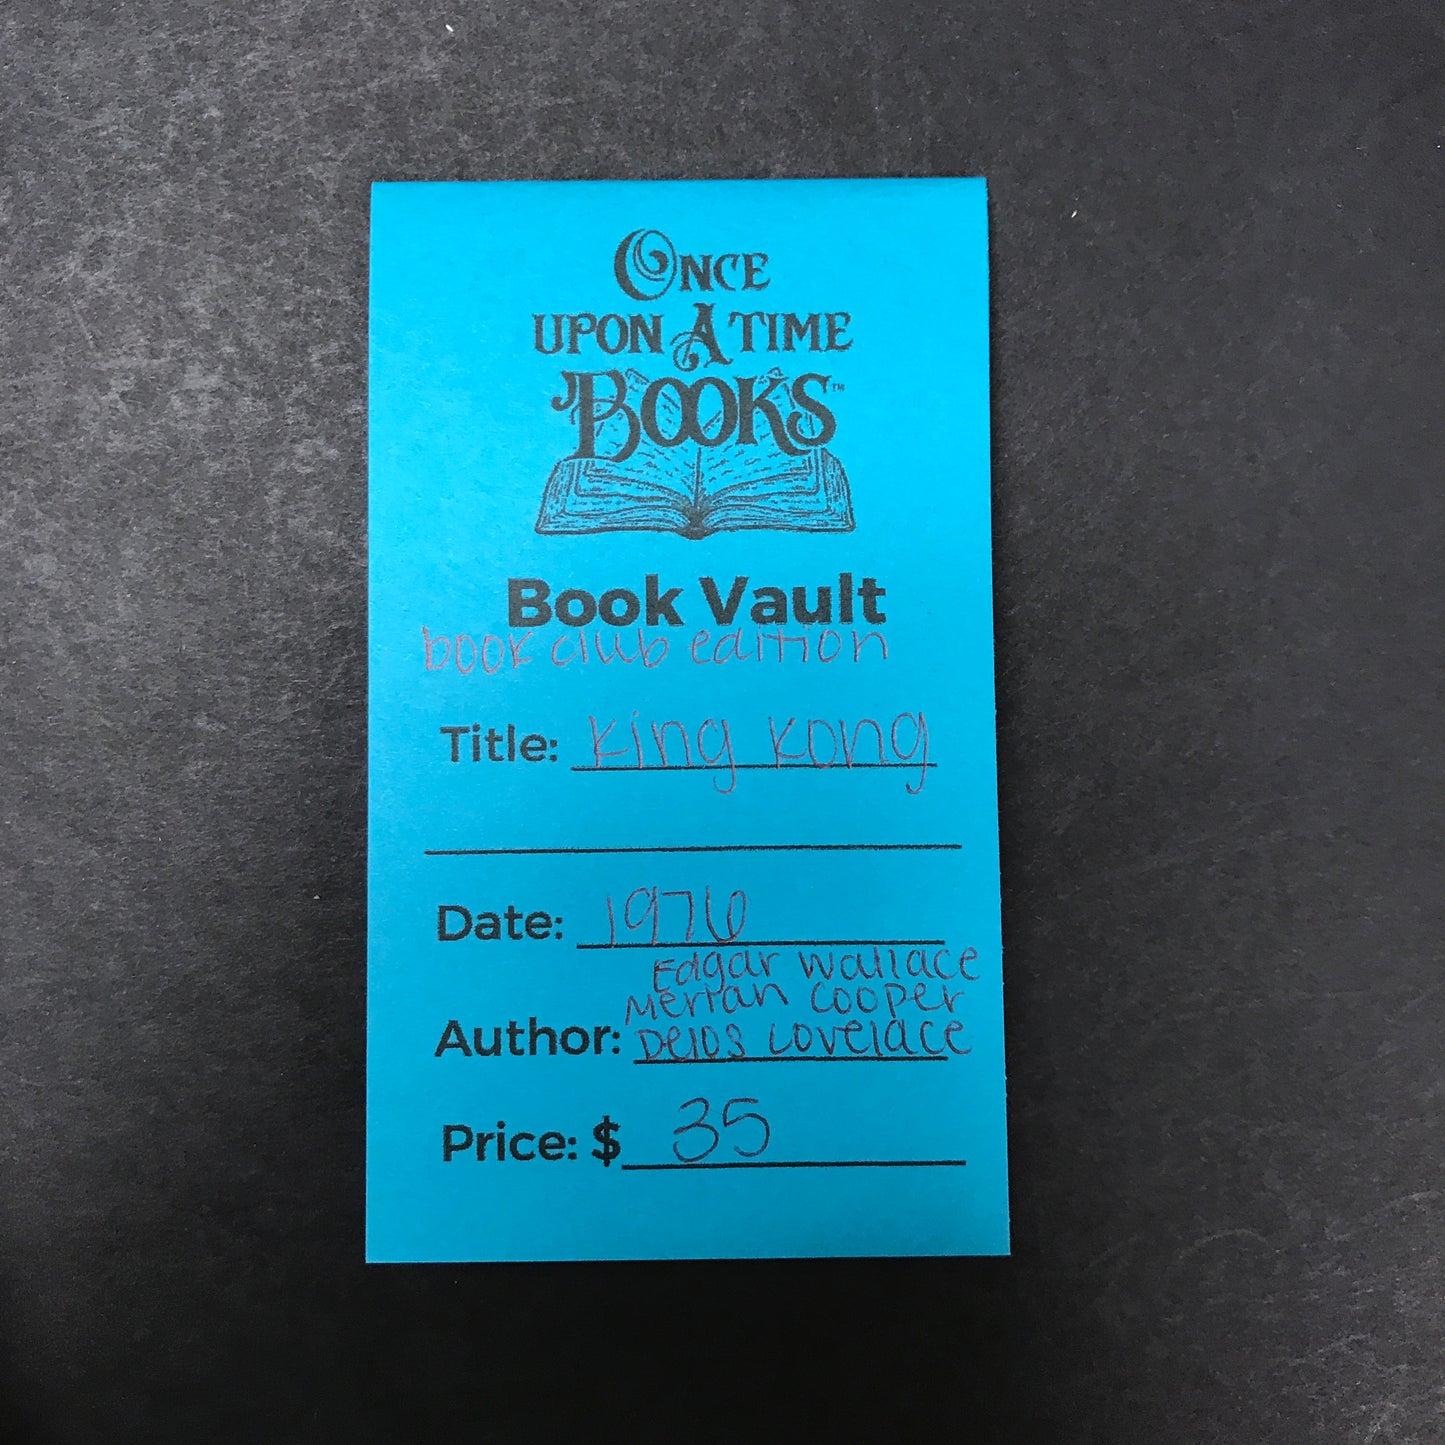 ONCE
UPON A TIME
BOOKS™
Book Vault
book club edition
Title: King Kong
Date: 1976
Edgar Wallace
Merian Cooper
Author: Delos Lovelace
Price: $ 35